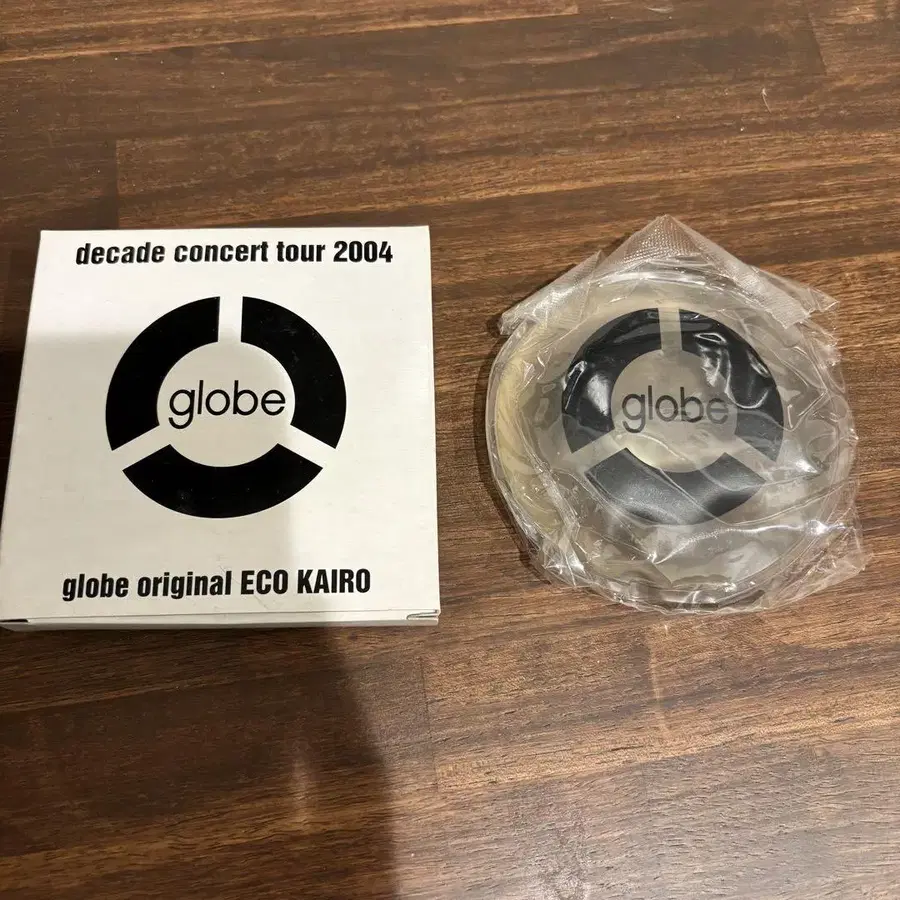 decade concert tour 2004
globe
globe original ECO KAIRO
globe